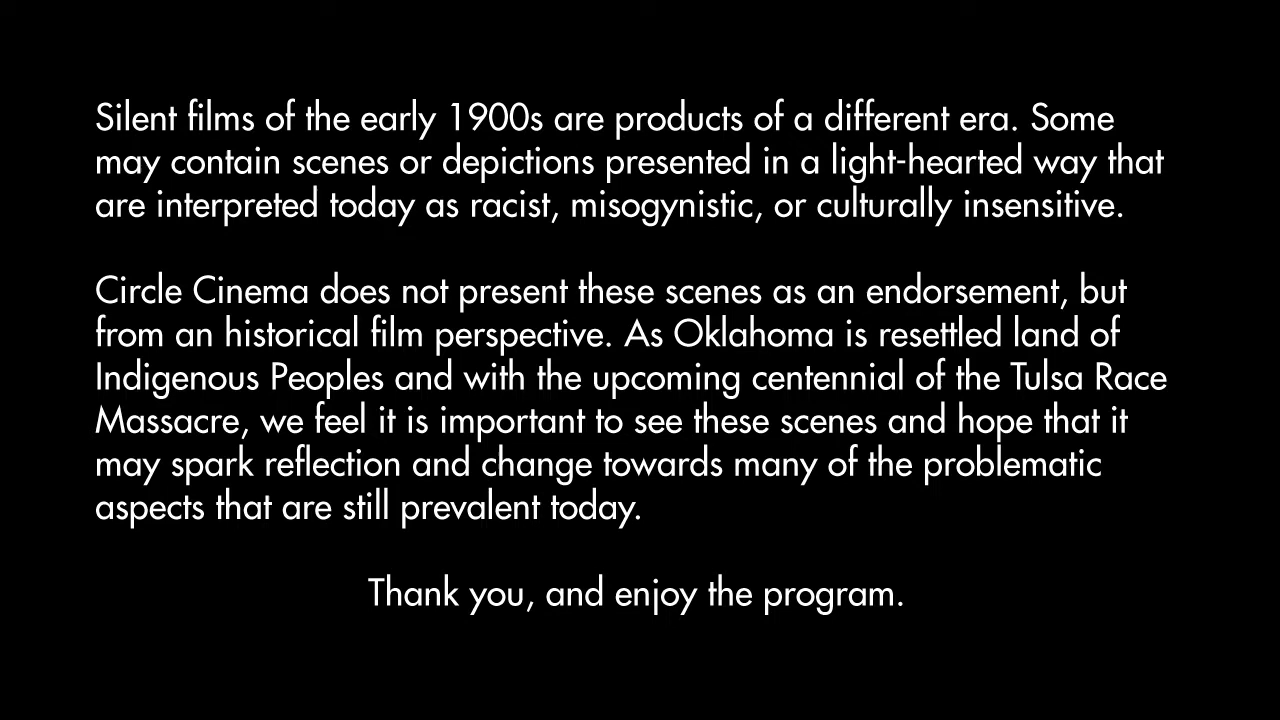 Silent films of the early 1900s are products of a different era. Some
may contain scenes or depictions presented in a light-hearted way that
are interpreted today as racist, misogynistic, or culturally insensitive.
Circle Cinema does not present these scenes as an endorsement, but
from an historical film perspective. As Oklahoma is resettled land of
Indigenous Peoples and with the upcoming centennial of the Tulsa Race
Massacre, we feel it is important to see these scenes and hope that it
may spark reflection and change towards many of the problematic
aspects that are still prevalent today.
Thank you, and enjoy the program.